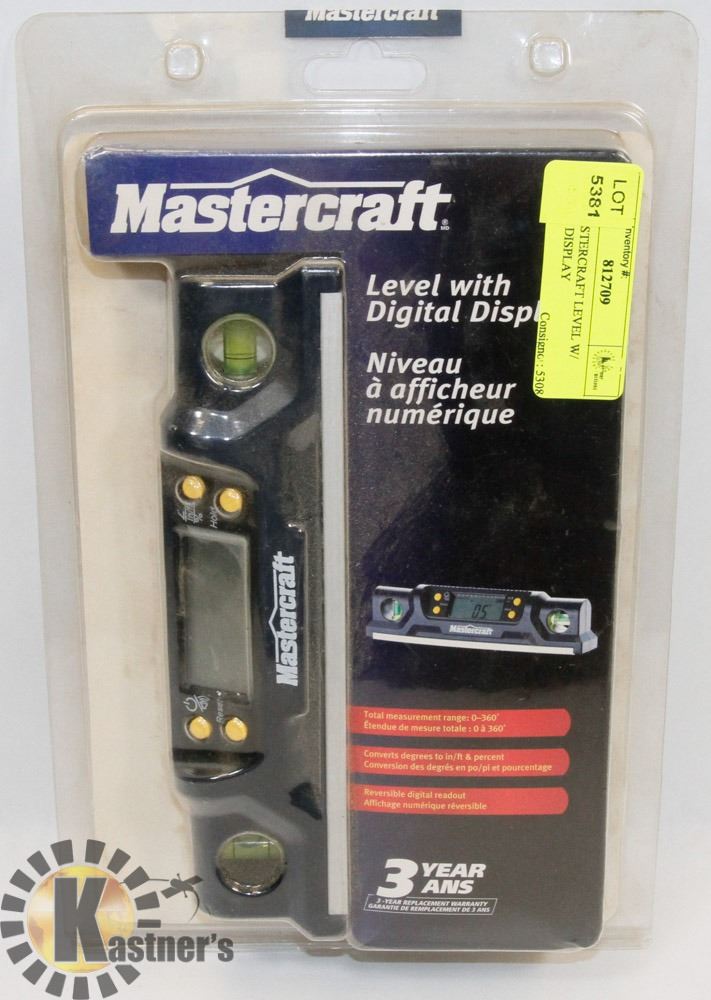 Mastercraft
Mastercraft
MD
Level with
Digital Displ
Niveau
à afficheur
numérique
LOT
5381
nventory #:
812709
STERCRAFT LEVEL W/
DISPLAY
Consigno : 5308
%
Hold
Mastercraft
Reset
05
Mastercraft
Total measurement range: 0–360°
Étendue de mesure totale : 0 à 360°
Converts degrees to in/ft & percent
Conversion des degrés en po/pi et pourcentage
Reversible digital readout
Affichage numérique réversible
3 YEAR
ANS
3 -YEAR REPLACEMENT WARRANTY
GARANTIE DE REMPLACEMENT DE 3 ANS
Kastner's